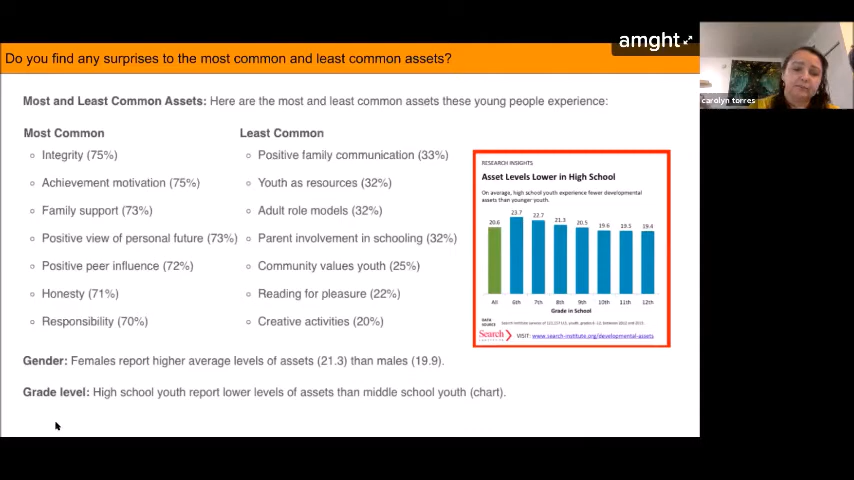 amght
Do you find any surprises to the most common and least common assets?
carolyn torres
Most and Least Common Assets: Here are the most and least common assets these young people experience:
Most Common
Integrity (75%)
Achievement motivation (75%)
Family support (73%)
Positive view of personal future (73%)
Positive peer influence (72%)
Honesty (71%)
Responsibility (70%)
Least Common
Positive family communication (33%)
Youth as resources (32%)
Adult role models (32%)
Parent involvement in schooling (32%)
Community values youth (25%)
Reading for pleasure (22%)
Creative activities (20%)
RESEARCH INSIGHTS
Asset Levels Lower in High School
On average, high school youth experience fewer developmental
assets than younger youth.
20.6 23.7 22.7 21.3 20.5 19.6 19.5 19.4
All 6th 7th 8th 9th 10th 11th 12th
Grade in School
DATA
SOURCE
Search
INSTITUTE
VISIT: www.search-institute.org/developmental-assets
Gender: Females report higher average levels of assets (21.3) than males (19.9).
Grade level: High school youth report lower levels of assets than middle school youth (chart).